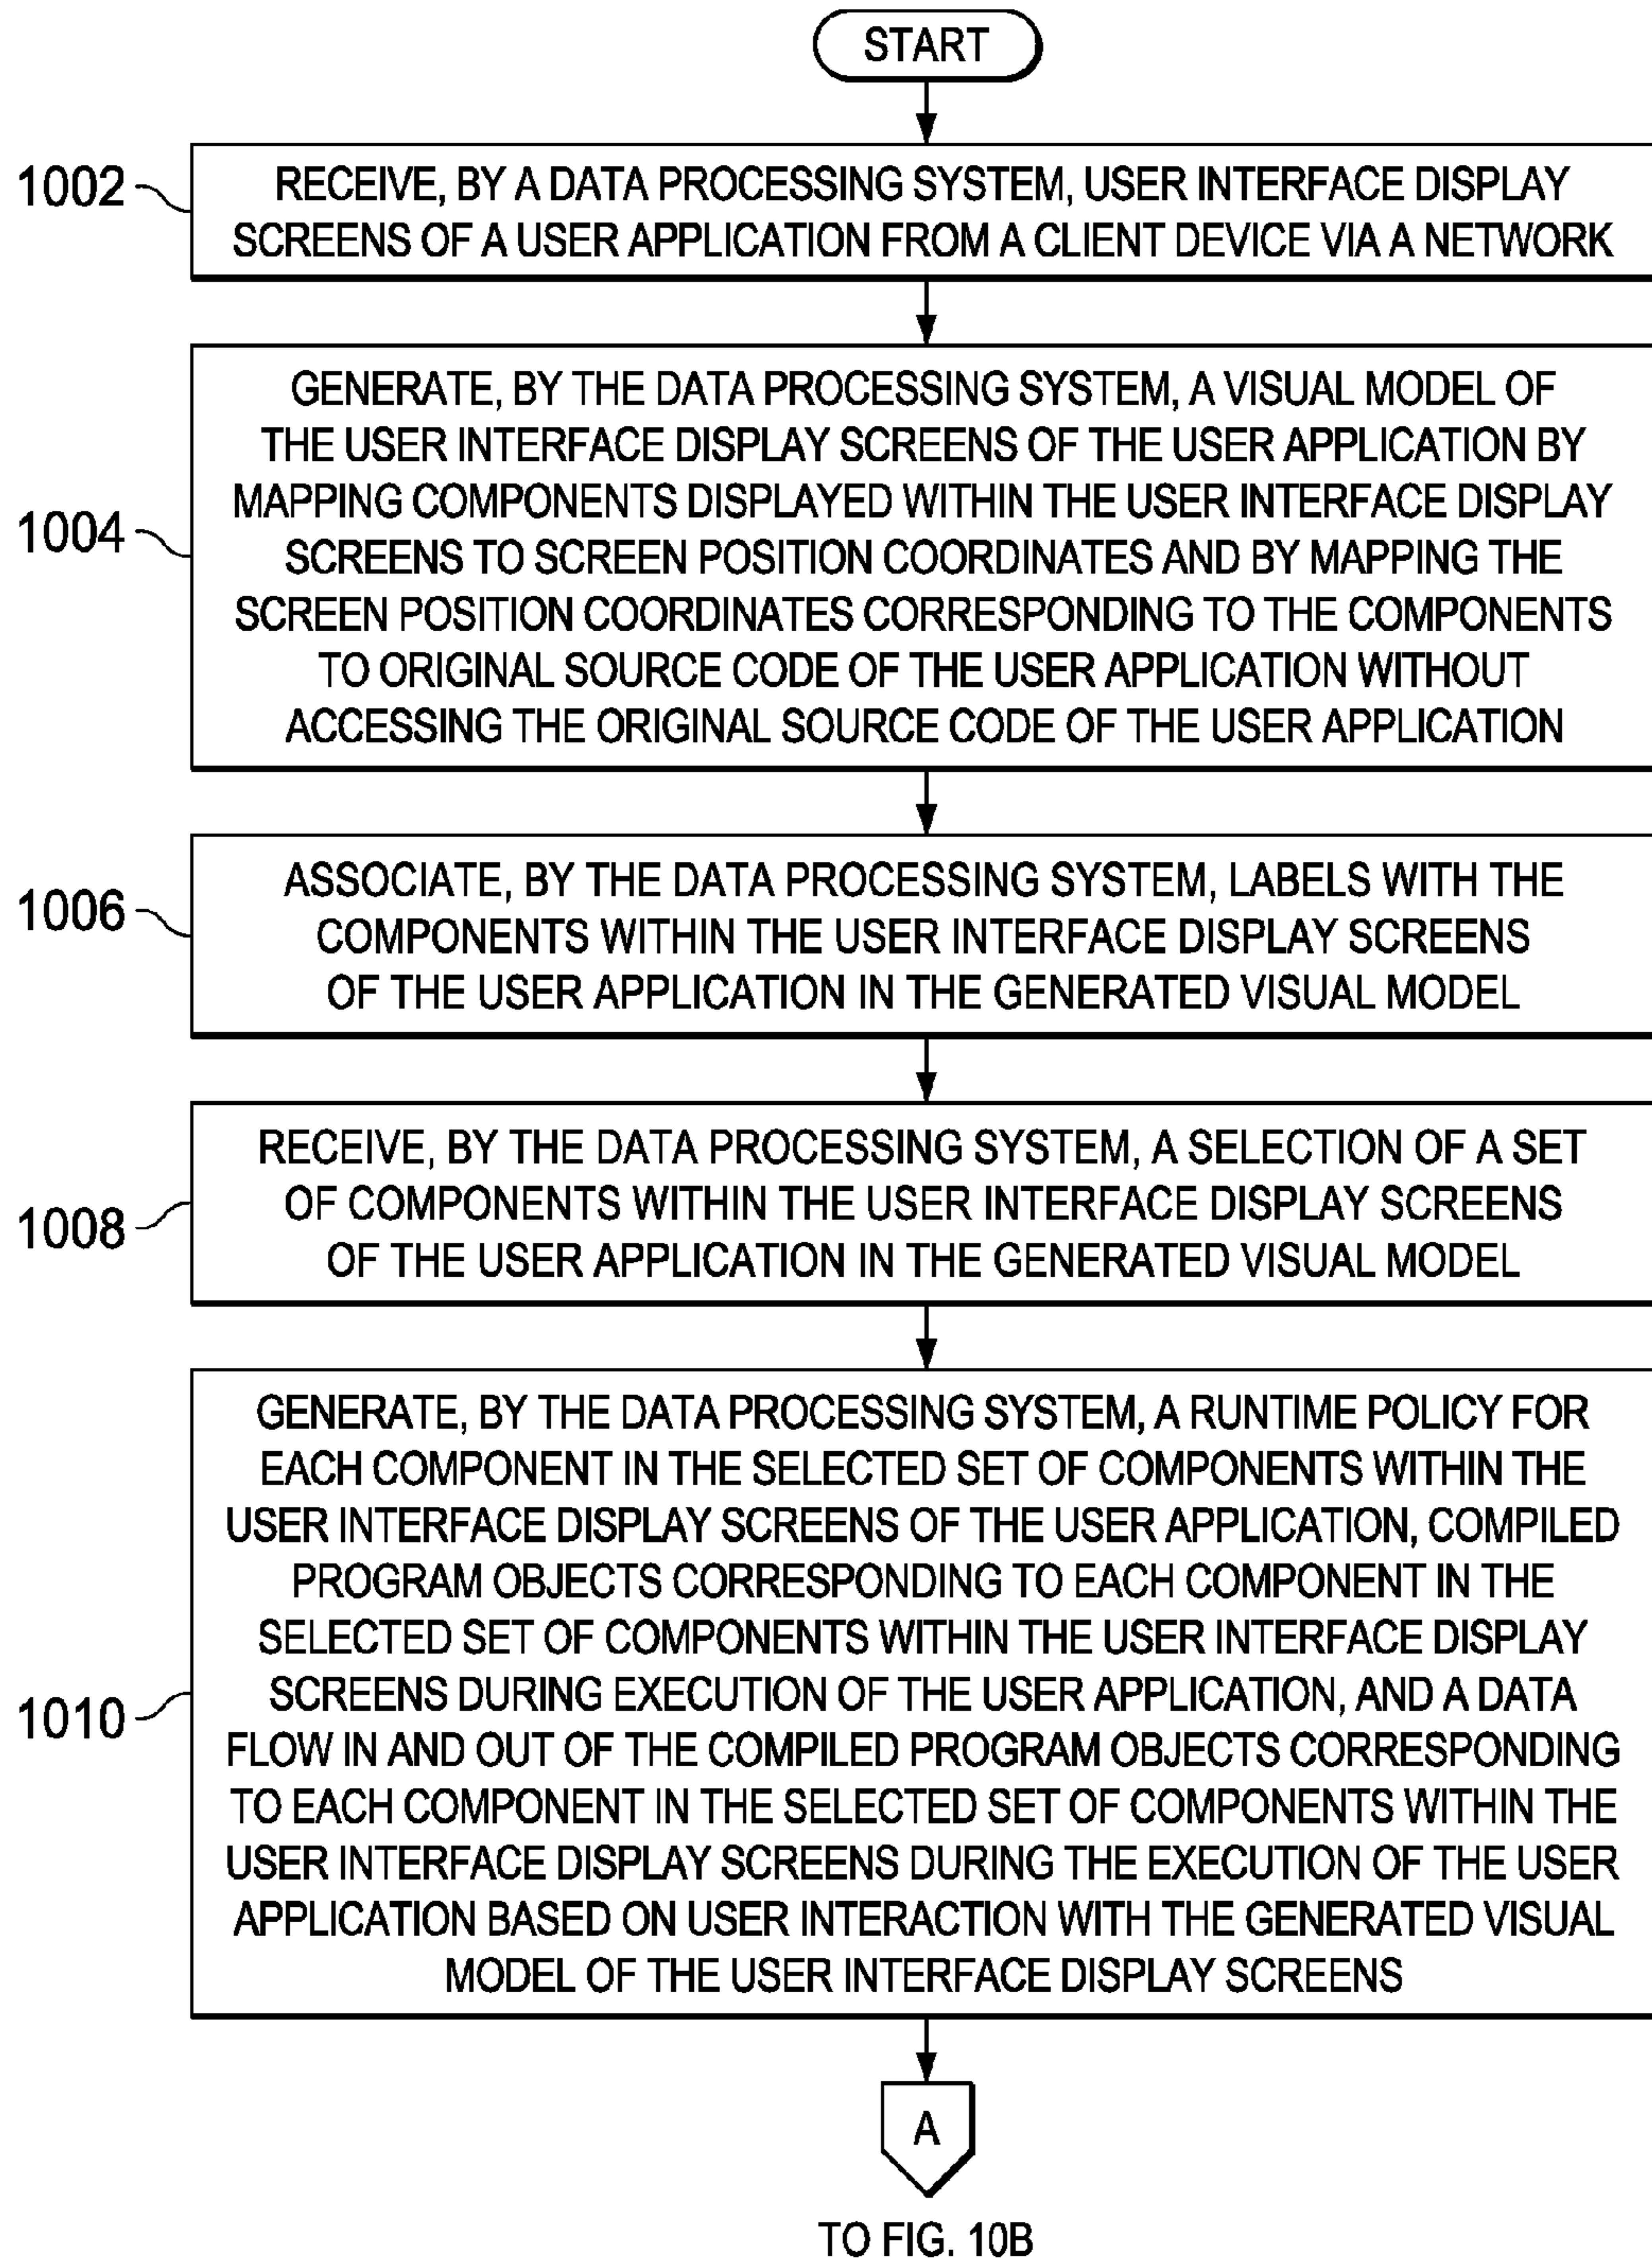 START
1002
RECEIVE, BY A DATA PROCESSING SYSTEM, USER INTERFACE DISPLAY
SCREENS OF A USER APPLICATION FROM A CLIENT DEVICE VIA A NETWORK
1004
GENERATE, BY THE DATA PROCESSING SYSTEM, A VISUAL MODEL OF
THE USER INTERFACE DISPLAY SCREENS OF THE USER APPLICATION BY
MAPPING COMPONENTS DISPLAYED WITHIN THE USER INTERFACE DISPLAY
SCREENS TO SCREEN POSITION COORDINATES AND BY MAPPING THE
SCREEN POSITION COORDINATES CORRESPONDING TO THE COMPONENTS
TO ORIGINAL SOURCE CODE OF THE USER APPLICATION WITHOUT
ACCESSING THE ORIGINAL SOURCE CODE OF THE USER APPLICATION
1006
ASSOCIATE, BY THE DATA PROCESSING SYSTEM, LABELS WITH THE
COMPONENTS WITHIN THE USER INTERFACE DISPLAY SCREENS
OF THE USER APPLICATION IN THE GENERATED VISUAL MODEL
1008
RECEIVE, BY THE DATA PROCESSING SYSTEM, A SELECTION OF A SET
OF COMPONENTS WITHIN THE USER INTERFACE DISPLAY SCREENS
OF THE USER APPLICATION IN THE GENERATED VISUAL MODEL
1010
GENERATE, BY THE DATA PROCESSING SYSTEM, A RUNTIME POLICY FOR
EACH COMPONENT IN THE SELECTED SET OF COMPONENTS WITHIN THE
USER INTERFACE DISPLAY SCREENS OF THE USER APPLICATION, COMPILED
PROGRAM OBJECTS CORRESPONDING TO EACH COMPONENT IN THE
SELECTED SET OF COMPONENTS WITHIN THE USER INTERFACE DISPLAY
SCREENS DURING EXECUTION OF THE USER APPLICATION, AND A DATA
FLOW IN AND OUT OF THE COMPILED PROGRAM OBJECTS CORRESPONDING
TO EACH COMPONENT IN THE SELECTED SET OF COMPONENTS WITHIN THE
USER INTERFACE DISPLAY SCREENS DURING THE EXECUTION OF THE USER
APPLICATION BASED ON USER INTERACTION WITH THE GENERATED VISUAL
MODEL OF THE USER INTERFACE DISPLAY SCREENS
A
TO FIG. 10B